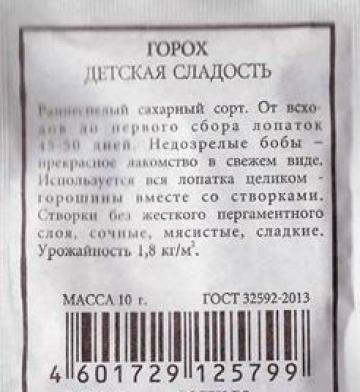 ГОРОХ
ДЕТСКАЯ СЛАДОСТЬ
Раннеспелый сахарный сорт. От всхо-
дов до первого сбора лопаток
45-50 дней. Недозрелые бобы –
прекрасное лакомство в свежем виде.
Используется вся лопатка целиком -
горошины вместе со створками.
Створки без жесткого пергаментного
слоя, сочные, мясистые, сладкие.
Урожайность 1,8 кг/м².
МАССА 10 г. ГОСТ 32592-2013
4 601729 125799